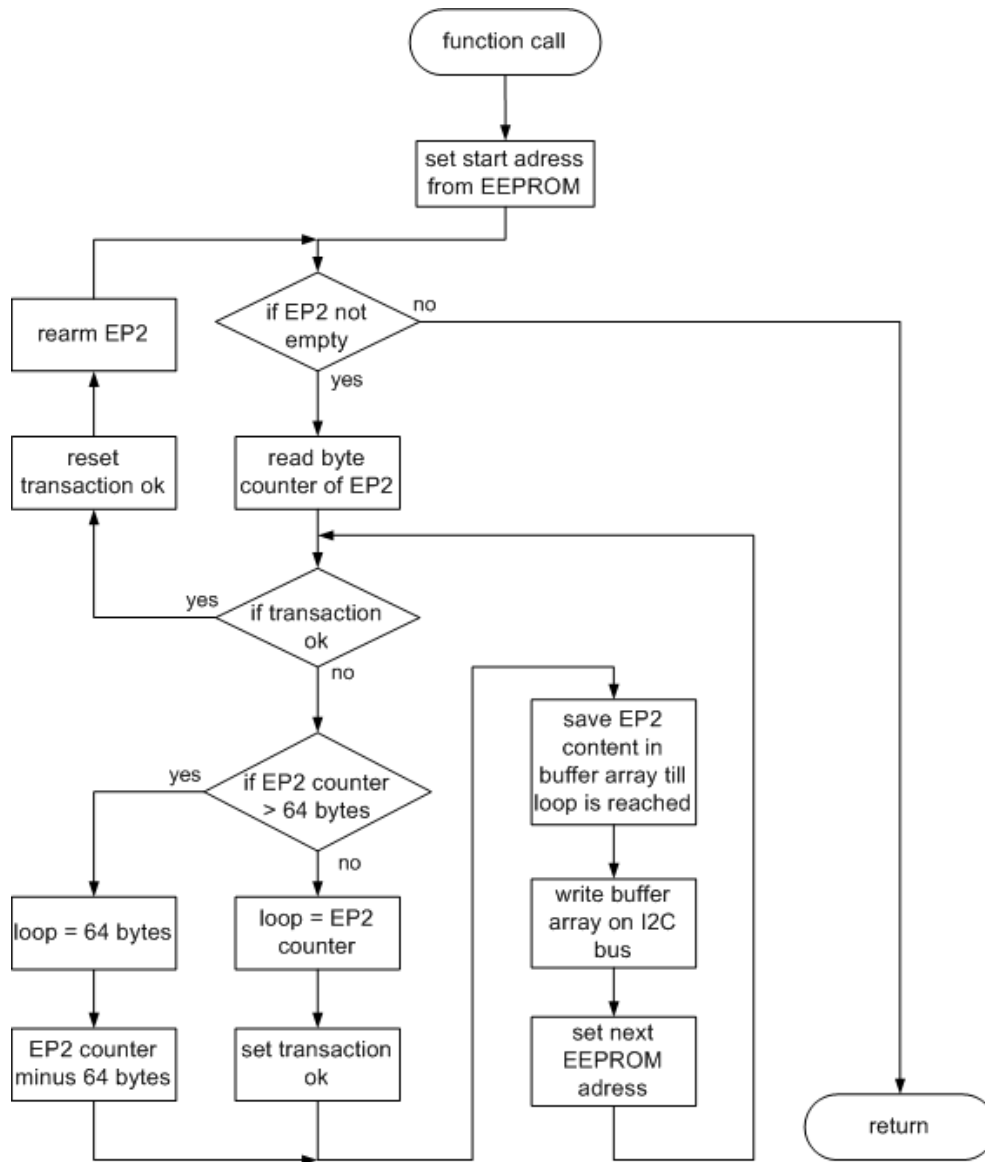 function call
set start adress
from EEPROM
rearm EP2
if EP2 not
empty
no
yes
reset
transaction ok
read byte
counter of EP2
yes
if transaction
ok
no
save EP2
content in
buffer array till
loop is reached
yes
if EP2 counter
> 64 bytes
no
loop = 64 bytes
loop = EP2
counter
write buffer
array on I2C
bus
EP2 counter
minus 64 bytes
set transaction
ok
set next
EEPROM
adress
return